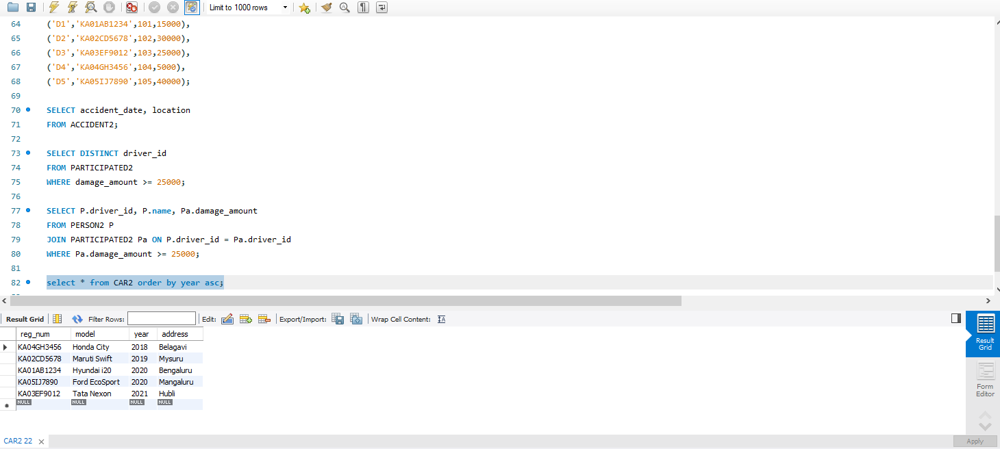 Limit to 1000 rows
64 ('D1','KA01AB1234',101,15000),
65 ('D2','KA02CD5678',102,30000),
66 ('D3','KA03EF9012',103,25000),
67 ('D4','KA04GH3456',104,5000),
68 ('D5','KA05IJ7890',105,40000);
69
70 SELECT accident_date, location
71 FROM ACCIDENT2;
72
73 SELECT DISTINCT driver_id
74 FROM PARTICIPATED2
75 WHERE damage_amount >= 25000;
76
77 SELECT P.driver_id, P.name, Pa.damage_amount
78 FROM PERSON2 P
79 JOIN PARTICIPATED2 Pa ON P.driver_id = Pa.driver_id
80 WHERE Pa.damage_amount >= 25000;
81
82 select * from CAR2 order by year asc;
Result Grid Filter Rows: Edit: Export/Import: Wrap Cell Content:
reg_num model year address
KA04GH3456 Honda City 2018 Belagavi
KA02CD5678 Maruti Swift 2019 Mysuru
KA01AB1234 Hyundai i20 2020 Bengaluru
KA05IJ7890 Ford EcoSport 2020 Mangaluru
KA03EF9012 Tata Nexon 2021 Hubli
NULL NULL NULL NULL
Result
Grid
Form
Editor
CAR2 22
Apply